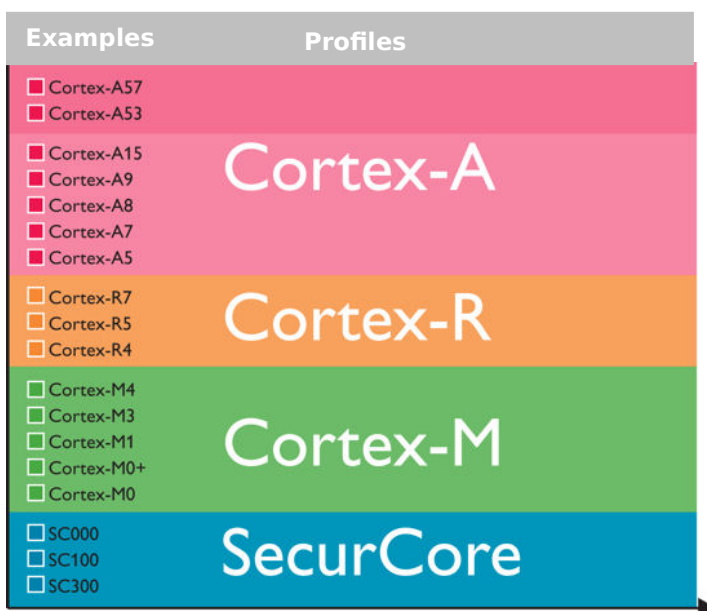 Examples Profiles
Cortex-A57
Cortex-A53
Cortex-A15
Cortex-A9
Cortex-A8
Cortex-A7
Cortex-A5
Cortex-A
Cortex-R7
Cortex-R5
Cortex-R4
Cortex-R
Cortex-M4
Cortex-M3
Cortex-M1
Cortex-M0+
Cortex-M0
Cortex-M
SC000
SC100
SC300
SecurCore